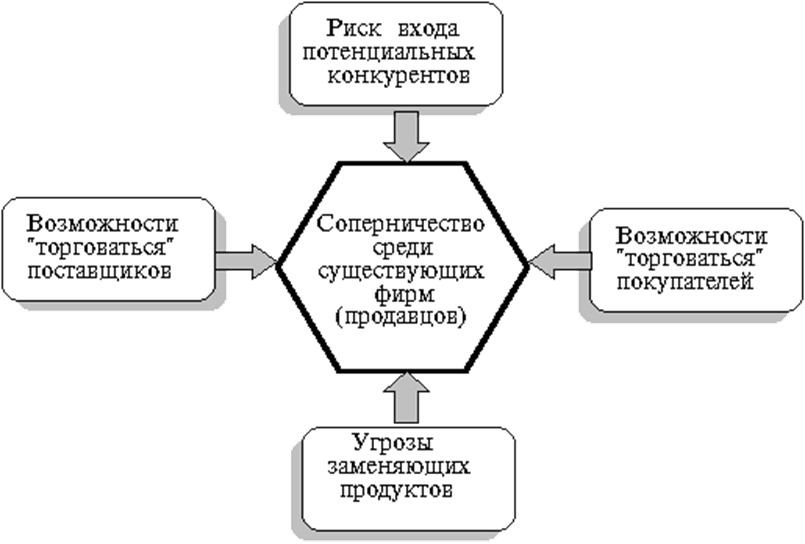 Риск входа
потенциальных
конкурентов
Возможности
"торговаться"
поставщиков
Соперничество
среди
существующих
фирм
(продавцов)
Возможности
"торговаться"
покупателей
Угрозы
заменяющих
продуктов